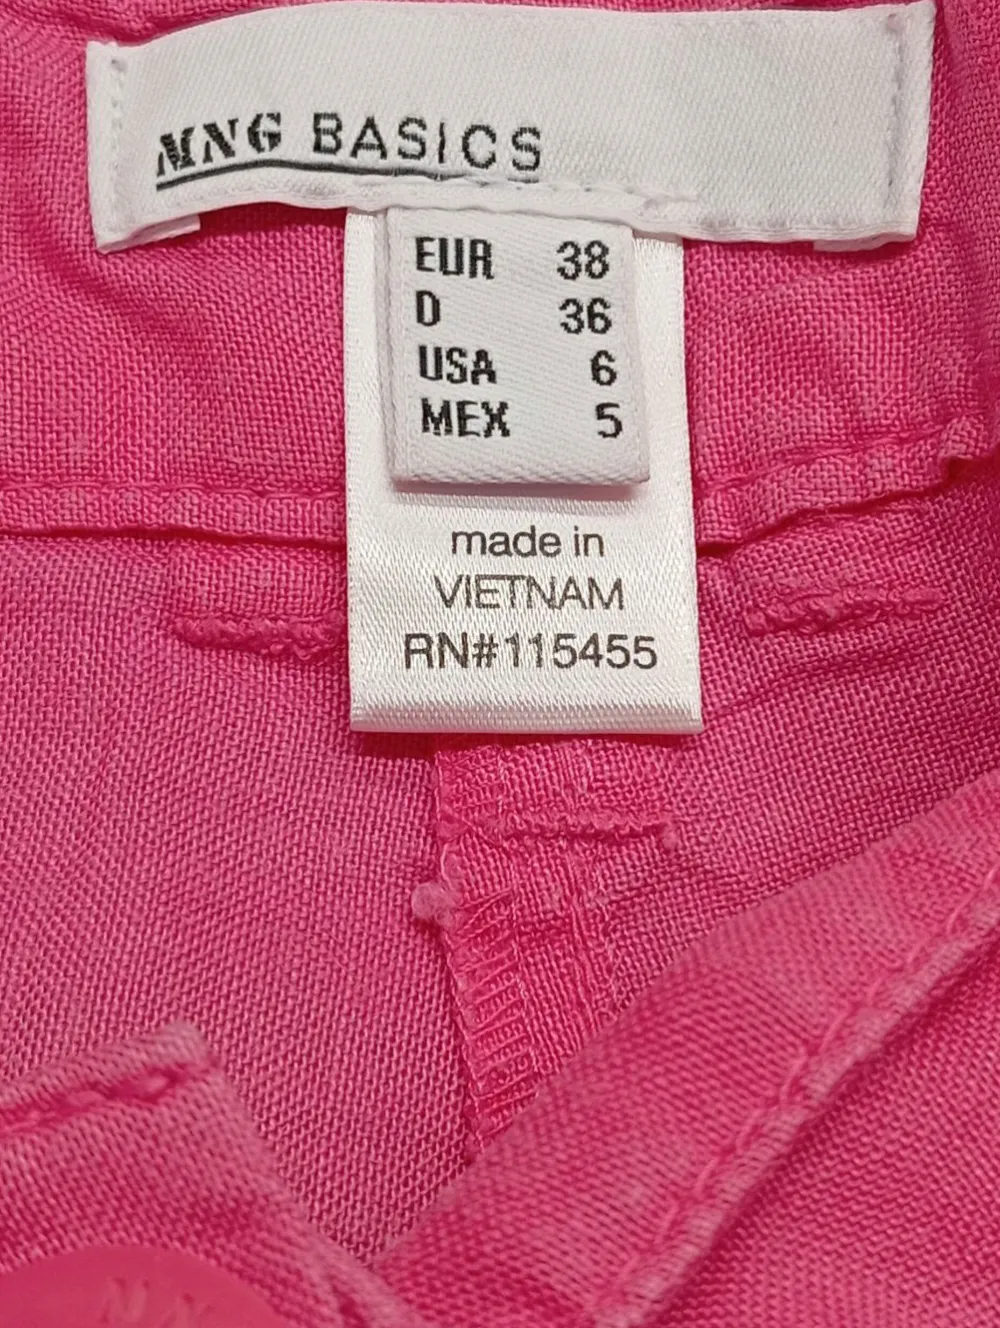 MNG BASICS
EUR 38
D 36
USA 6
MEX 5
made in
VIETNAM
RN#115455